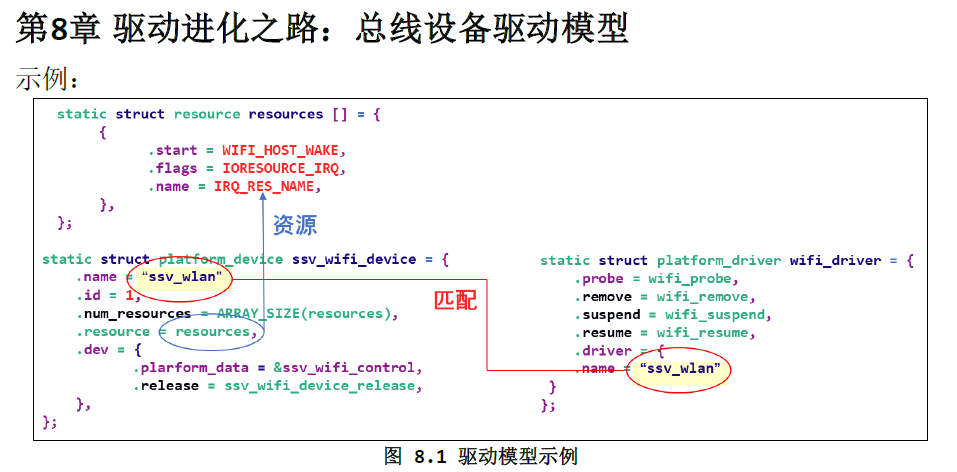 第8章 驱动进化之路：总线设备驱动模型
示例：
static struct resource resources [] = {
{
.start = WIFI_HOST_WAKE,
.flags = IORESOURCE_IRQ,
.name = IRQ_RES_NAME,
},
};
资源
static struct platform_device ssv_wifi_device = {
.name = “ssv_wlan”
.id = 1,
.num_resources = ARRAY_SIZE(resources),
.resource = resources,
.dev = {
.plarform_data = &ssv_wifi_control,
.release = ssv_wifi_device_release,
},
};
匹配
static struct platform_driver wifi_driver = {
.probe = wifi_probe,
.remove = wifi_remove,
.suspend = wifi_suspend,
.resume = wifi_resume,
.driver = {
.name = “ssv_wlan”
}
};
图 8.1 驱动模型示例